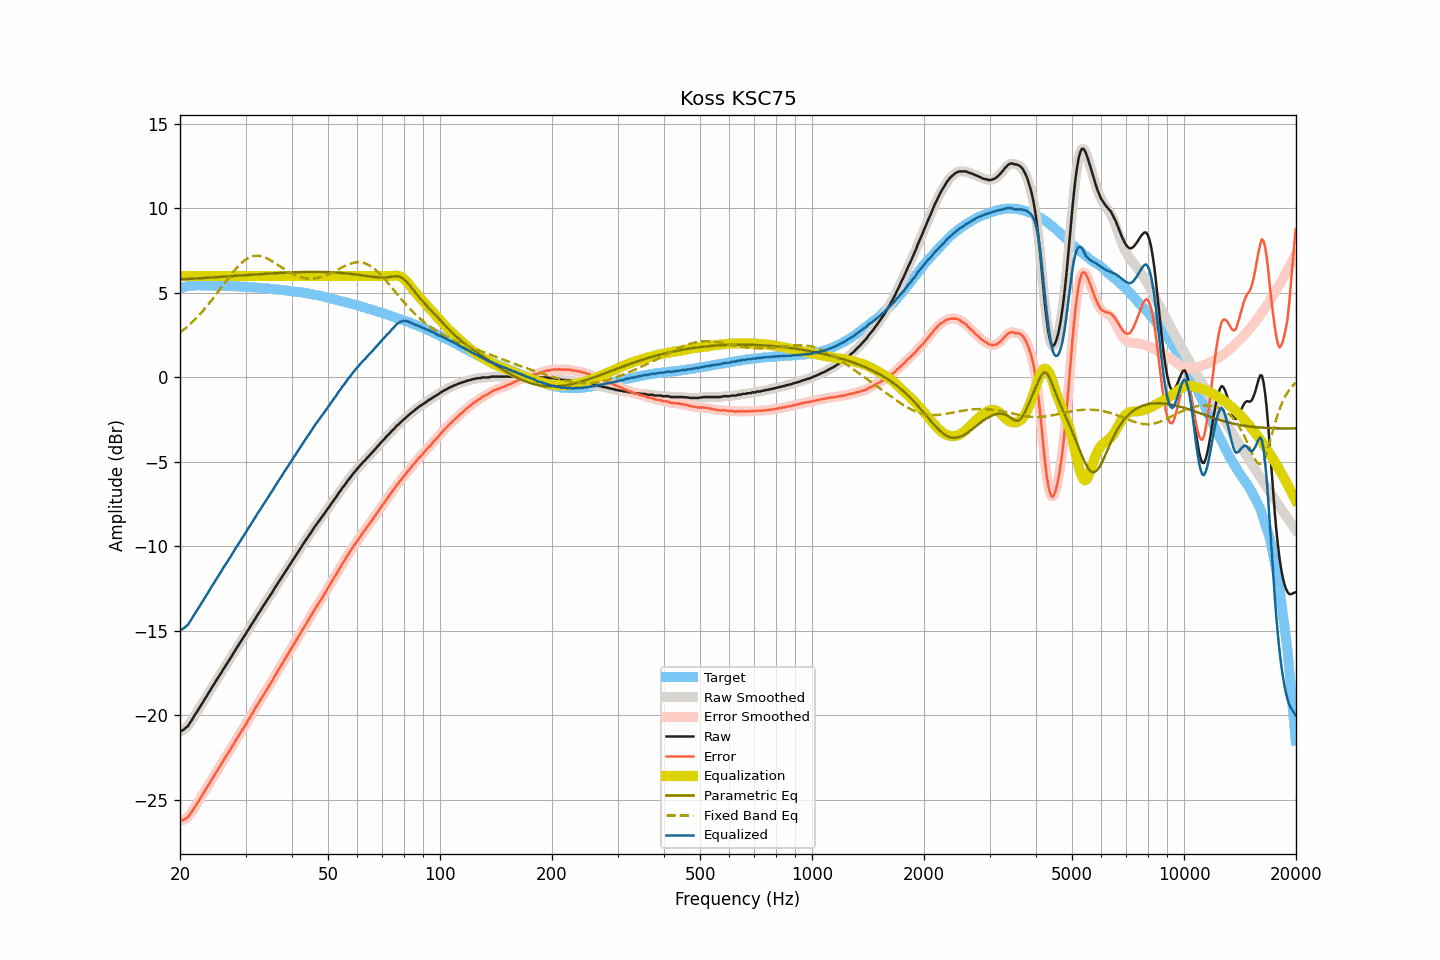 Koss KSC75
15
10
5
0
−5
−10
−15
−20
−25
Amplitude (dBr)
Target
Raw Smoothed
Error Smoothed
Raw
Error
Equalization
Parametric Eq
Fixed Band Eq
Equalized
20 50 100 200 500 1000 2000 5000 10000 20000
Frequency (Hz)